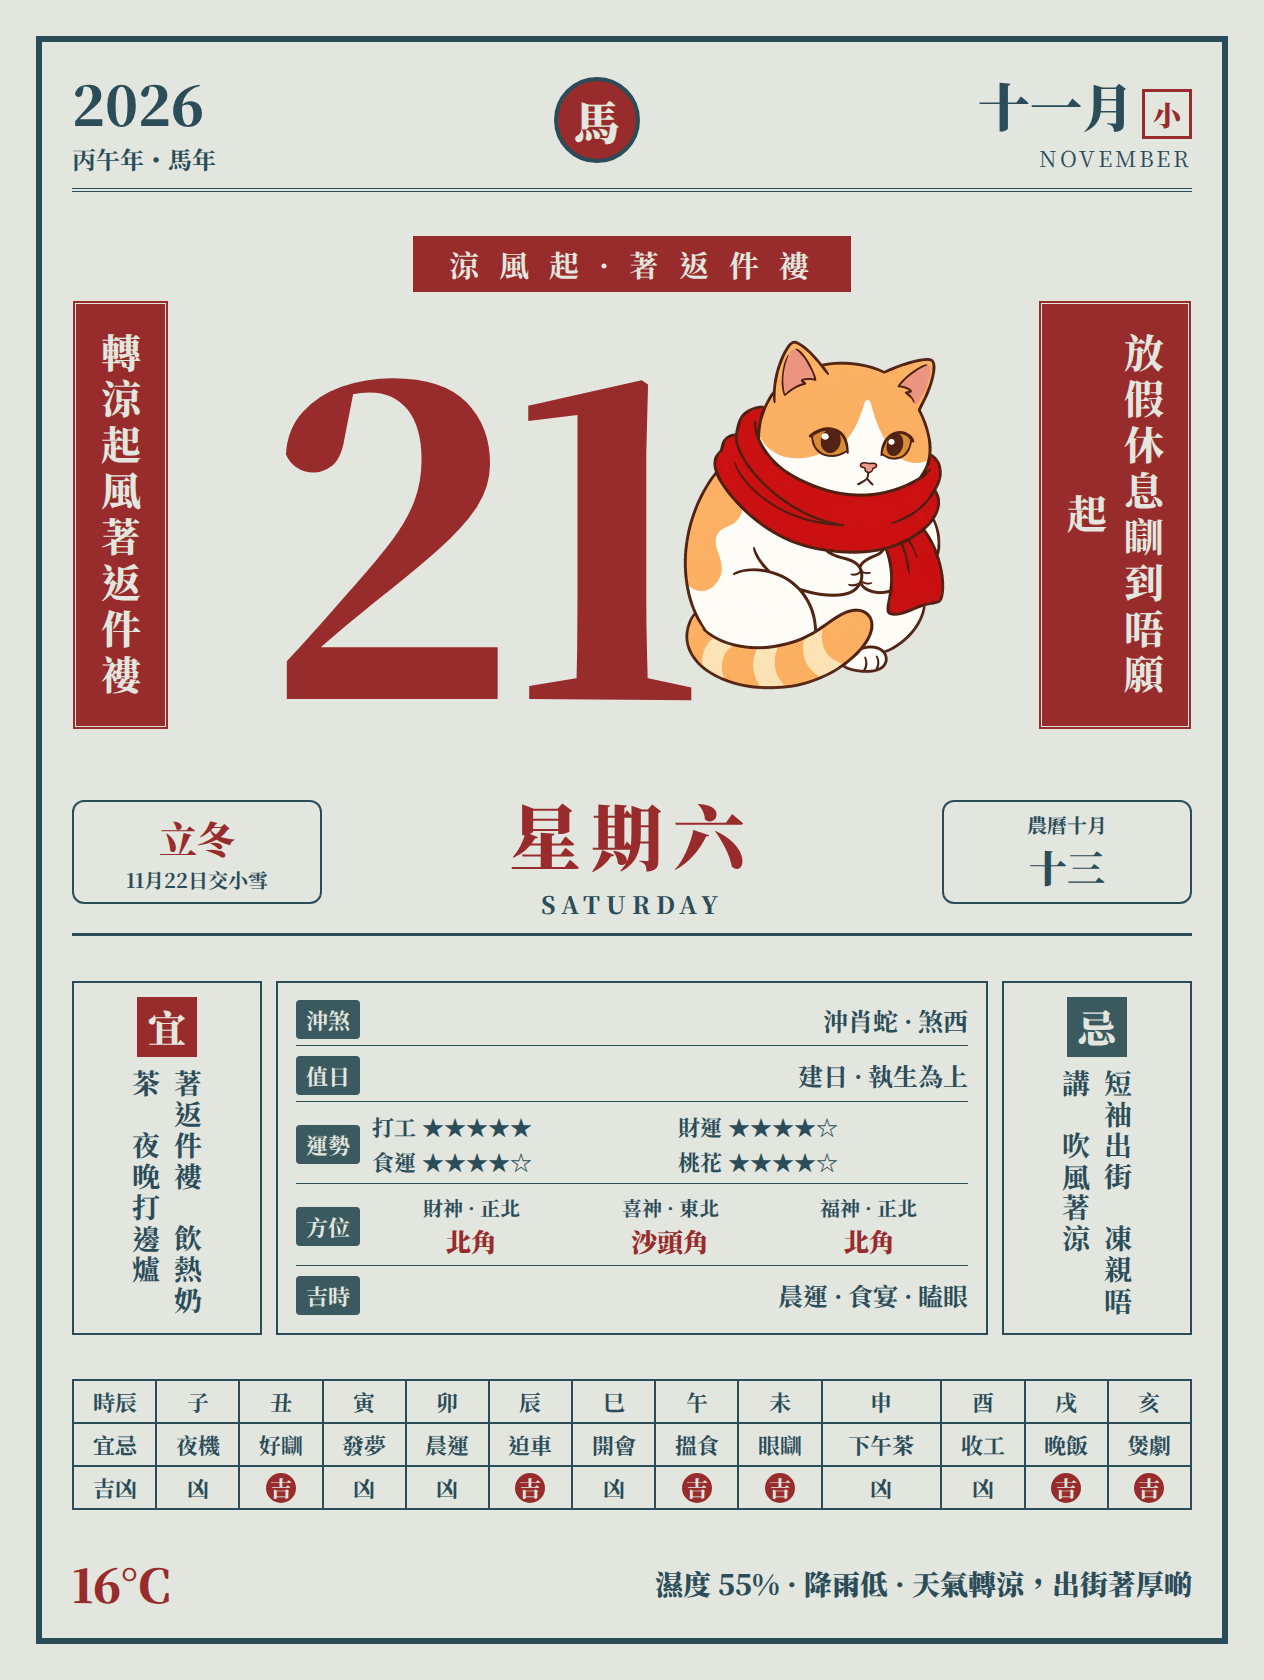 2026
丙午年・馬年
馬
十一月 小
NOVEMBER
涼風起·著返件褸
轉涼起風著返件褸
21
放假休息瞓到唔願
起
立冬
11月22日交小雪
星期六
SATURDAY
農曆十月
十三
宜
著返件褸 飲熱奶
茶 夜晚打邊爐
沖煞 沖肖蛇·煞西
值日 建日·執生為上
運勢 打工 ★★★★★ 財運 ★★★★☆
食運 ★★★★☆ 桃花 ★★★★☆
方位 財神·正北 喜神·東北 福神·正北
北角 沙頭角 北角
吉時 晨運·食宴·瞌眼
忌
短袖出街 凍親唔
講 吹風著涼
時辰 子 丑 寅 卯 辰 巳 午 未 申 酉 戌 亥
宜忌 夜機 好瞓 發夢 晨運 迫車 開會 搵食 眼瞓 下午茶 收工 晚飯 煲劇
吉凶 凶 吉 凶 凶 吉 凶 吉 吉 凶 凶 吉 吉
16°C
濕度 55%·降雨低·天氣轉涼，出街著厚啲